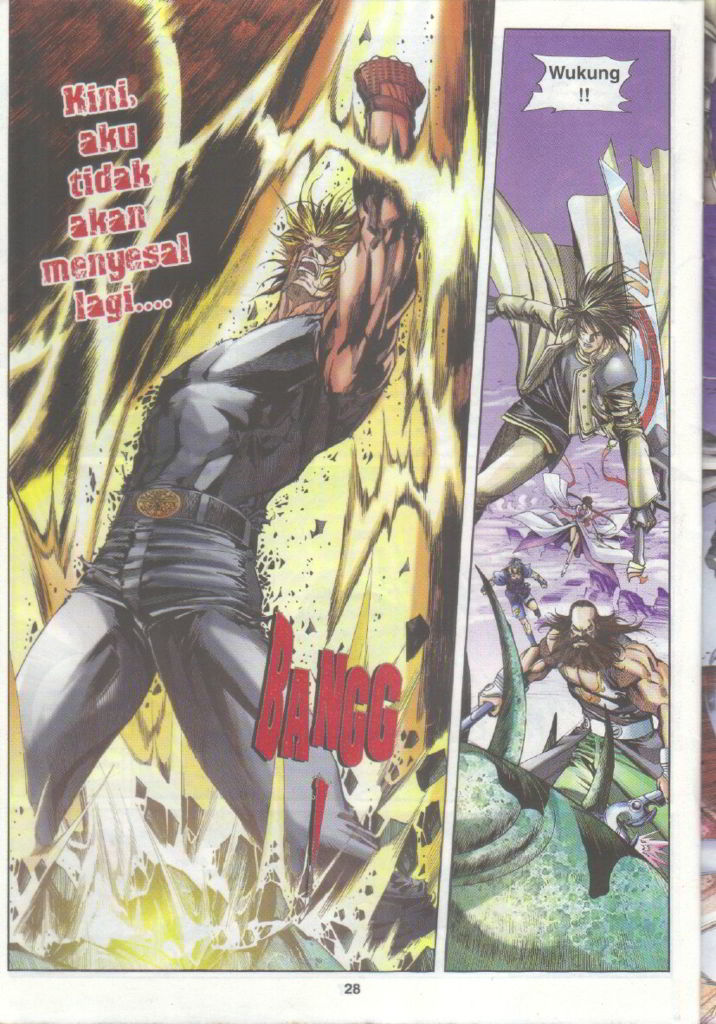 Kini,
aku
tidak
akan
menyesal
lagi....
BANGG
!
Wukung
!!
28